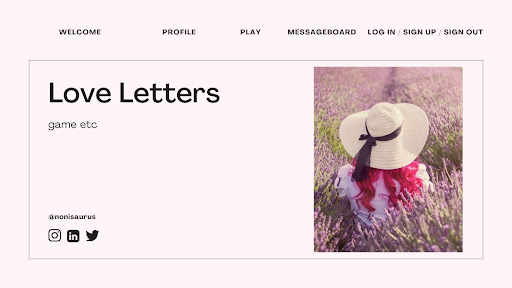 WELCOME PROFILE PLAY MESSAGEBOARD LOG IN / SIGN UP / SIGN OUT
Love Letters
game etc
@nonisaurus